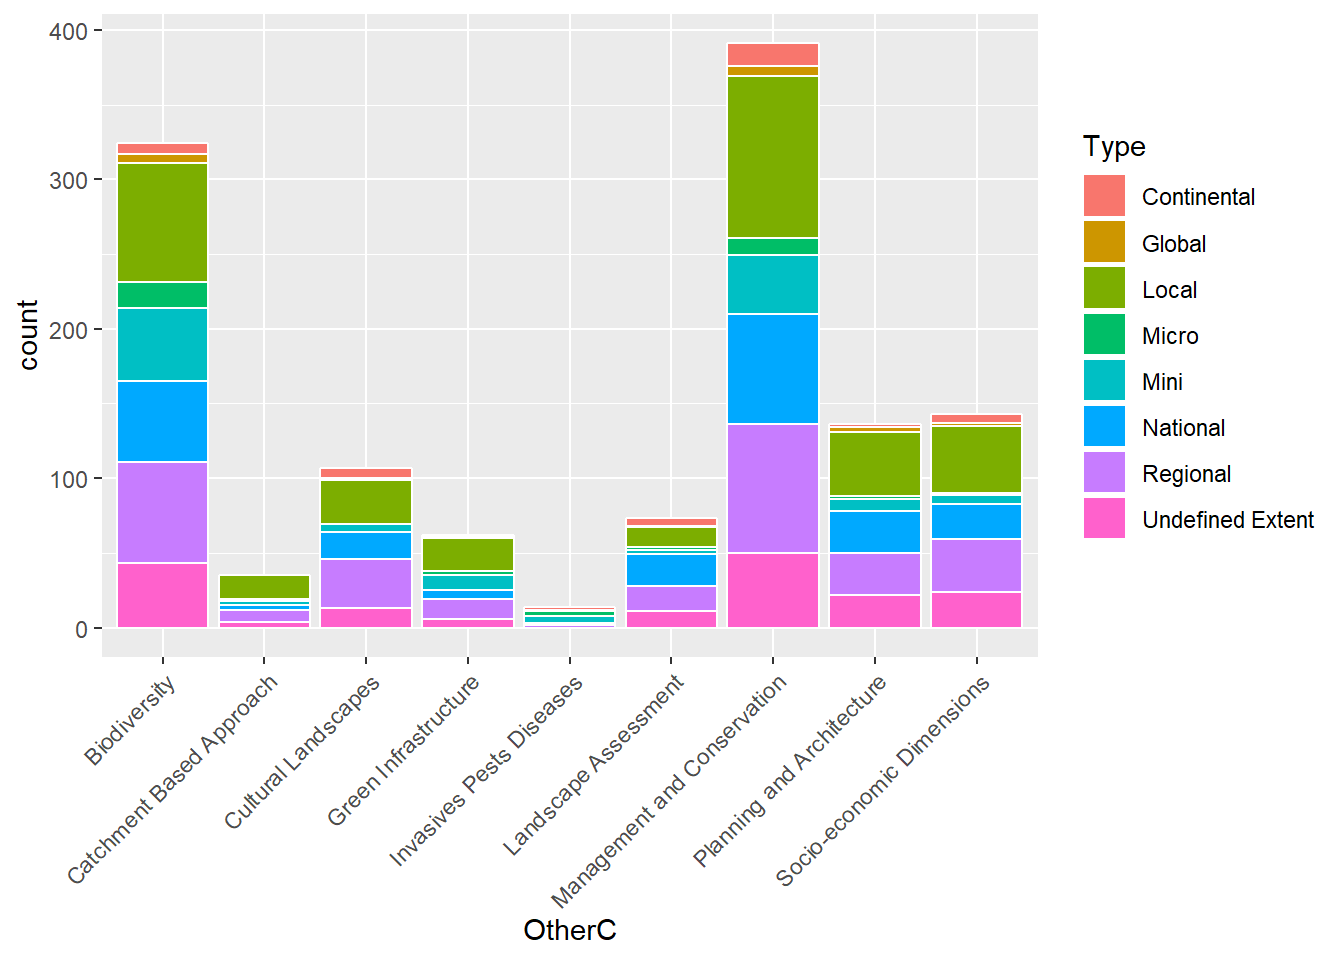 400
300
200
100
0
count
Biodiversity
Catchment Based Approach
Cultural Landscapes
Green Infrastructure
Invasives Pests Diseases
Landscape Assessment
Management and Conservation
Planning and Architecture
Socio-economic Dimensions
OtherC
Type
Continental
Global
Local
Micro
Mini
National
Regional
Undefined Extent